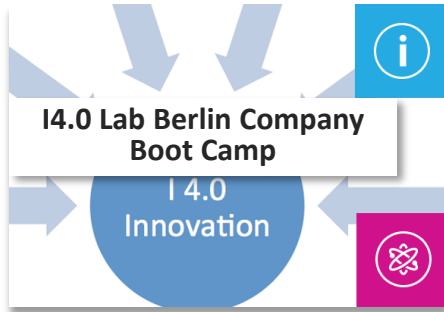 I4.0 Lab Berlin Company
Boot Camp
I 4.0
Innovation
i